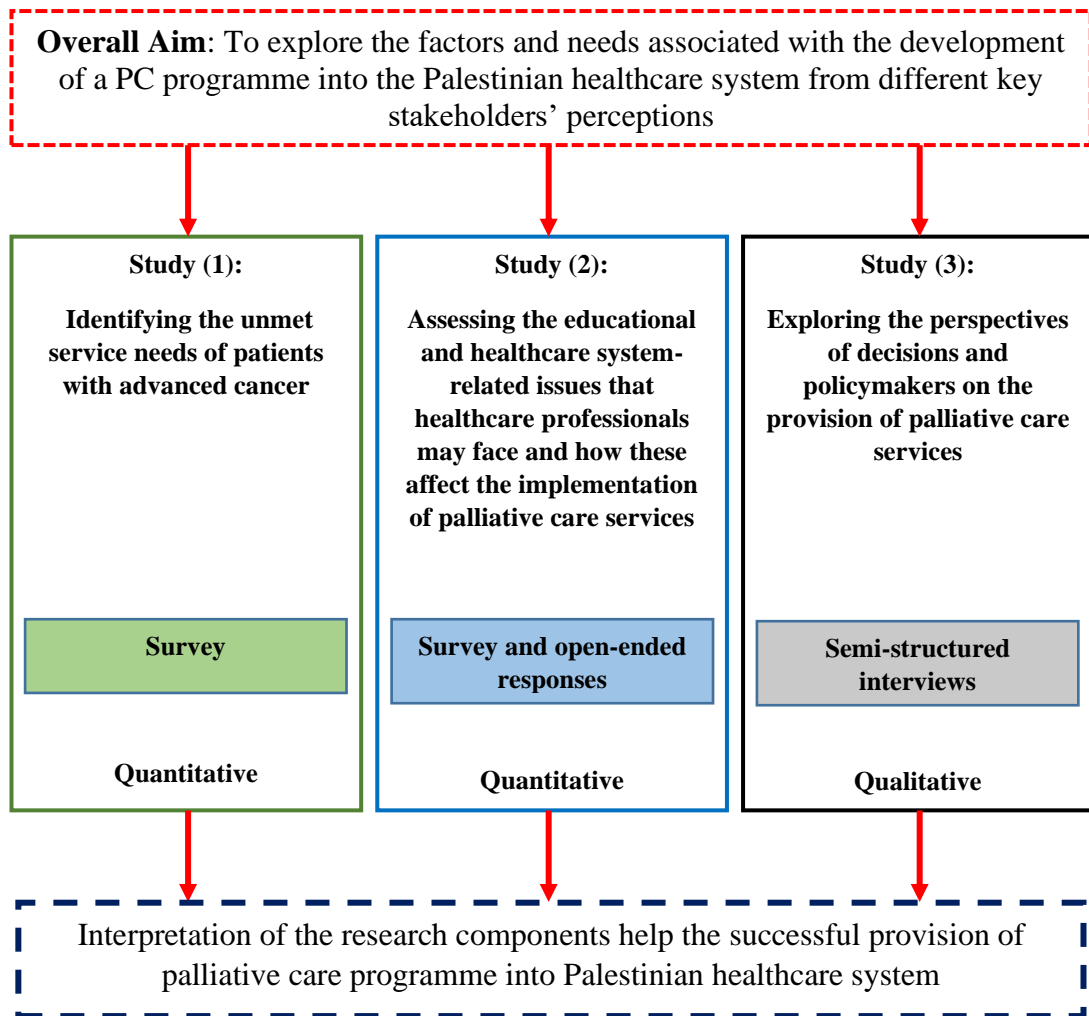 Overall Aim: To explore the factors and needs associated with the development
of a PC programme into the Palestinian healthcare system from different key
stakeholders’ perceptions
Study (1):
Identifying the unmet
service needs of patients
with advanced cancer
Survey
Quantitative
Study (2):
Assessing the educational
and healthcare system-
related issues that
healthcare professionals
may face and how these
affect the implementation
of palliative care services
Survey and open-ended
responses
Quantitative
Study (3):
Exploring the perspectives
of decisions and
policymakers on the
provision of palliative care
services
Semi-structured
interviews
Qualitative
Interpretation of the research components help the successful provision of
palliative care programme into Palestinian healthcare system